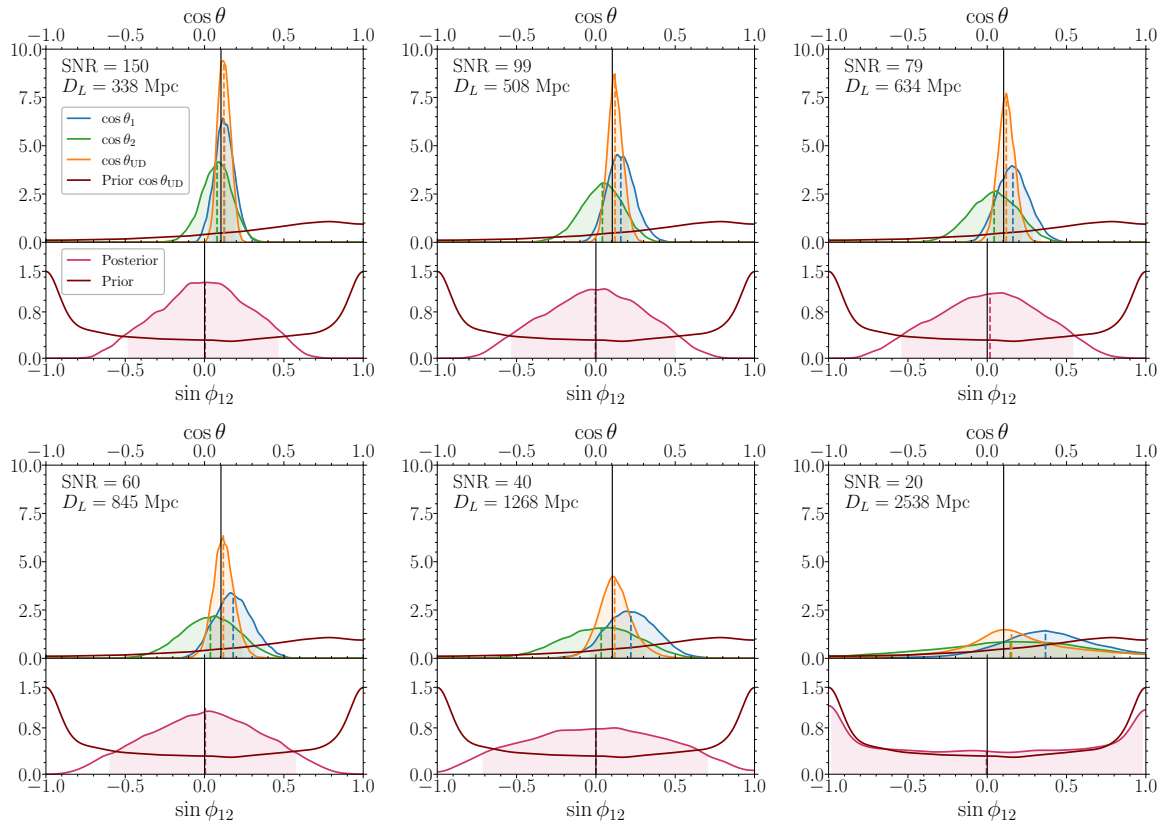 cos θ
−1.0 −0.5 0.0 0.5 1.0
10.0
7.5
5.0
2.5
0.0
SNR = 150
D_L = 338 Mpc
cos θ₁
cos θ₂
cos θ_UD
Prior cos θ_UD
1.5
0.8
0.0
Posterior
Prior
−1.0 −0.5 0.0 0.5 1.0
sin ϕ₁₂
cos θ
−1.0 −0.5 0.0 0.5 1.0
10.0
7.5
5.0
2.5
0.0
SNR = 99
D_L = 508 Mpc
1.5
0.8
0.0
−1.0 −0.5 0.0 0.5 1.0
sin ϕ₁₂
cos θ
−1.0 −0.5 0.0 0.5 1.0
10.0
7.5
5.0
2.5
0.0
SNR = 79
D_L = 634 Mpc
1.5
0.8
0.0
−1.0 −0.5 0.0 0.5 1.0
sin ϕ₁₂
cos θ
−1.0 −0.5 0.0 0.5 1.0
10.0
7.5
5.0
2.5
0.0
SNR = 60
D_L = 845 Mpc
1.5
0.8
0.0
−1.0 −0.5 0.0 0.5 1.0
sin ϕ₁₂
cos θ
−1.0 −0.5 0.0 0.5 1.0
10.0
7.5
5.0
2.5
0.0
SNR = 40
D_L = 1268 Mpc
1.5
0.8
0.0
−1.0 −0.5 0.0 0.5 1.0
sin ϕ₁₂
cos θ
−1.0 −0.5 0.0 0.5 1.0
10.0
7.5
5.0
2.5
0.0
SNR = 20
D_L = 2538 Mpc
1.5
0.8
0.0
−1.0 −0.5 0.0 0.5 1.0
sin ϕ₁₂